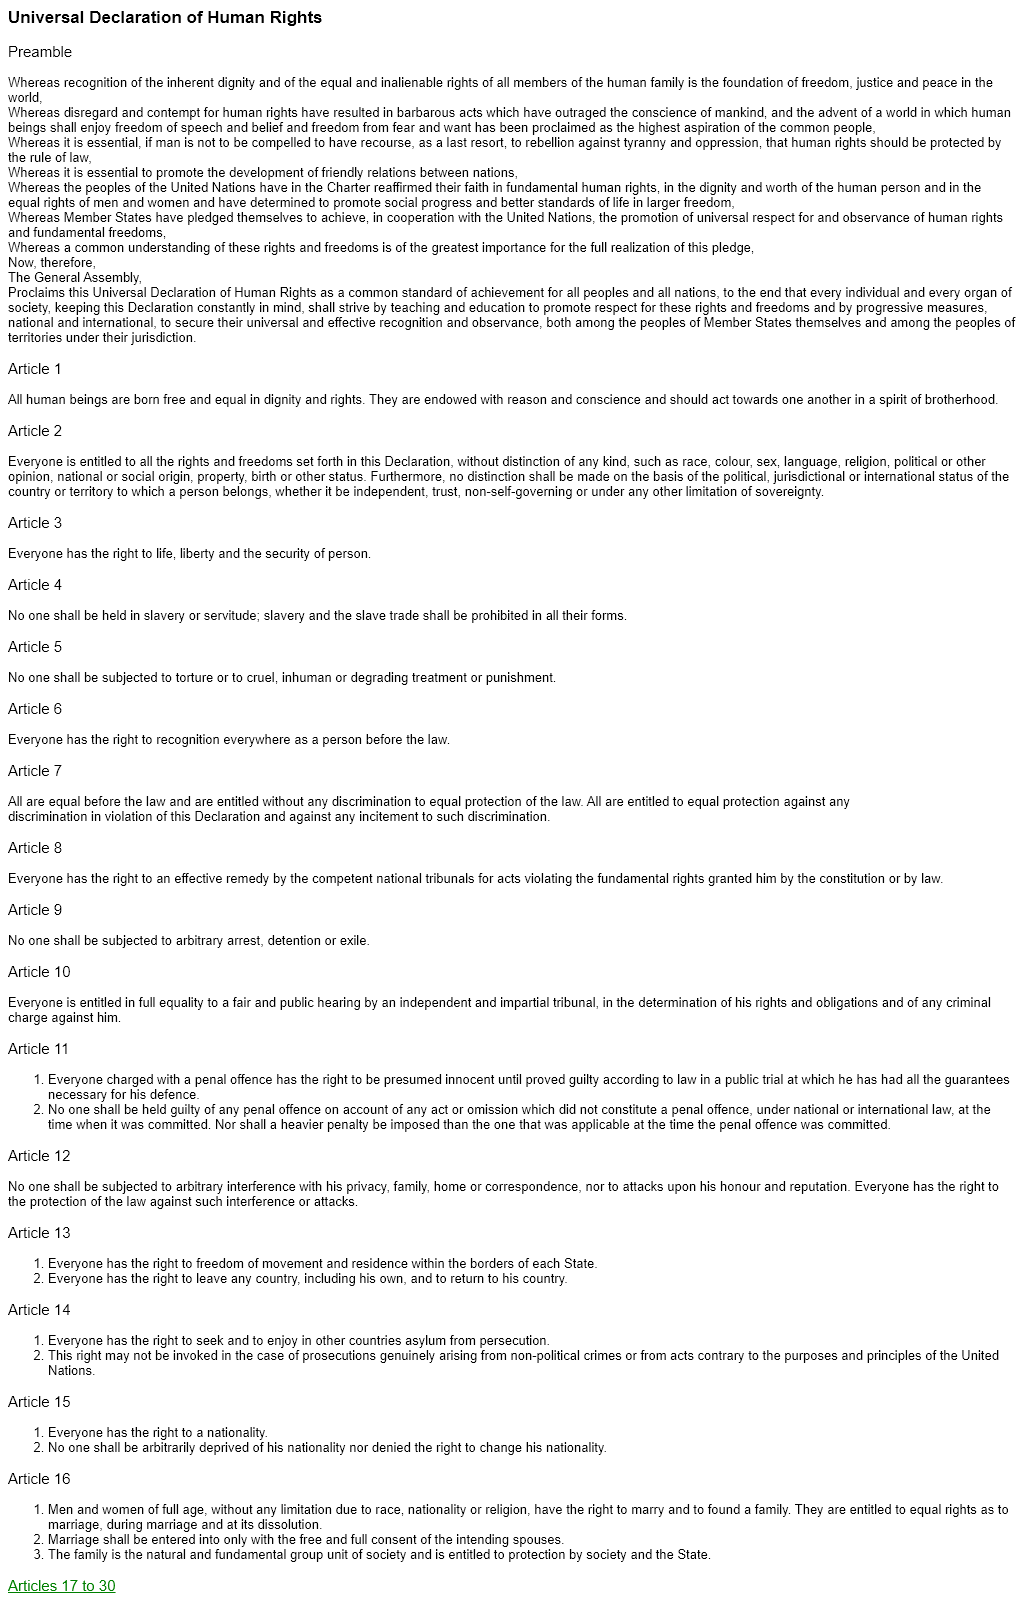 Universal Declaration of Human Rights
Preamble
Whereas recognition of the inherent dignity and of the equal and inalienable rights of all members of the human family is the foundation of freedom, justice and peace in the
world,
Whereas disregard and contempt for human rights have resulted in barbarous acts which have outraged the conscience of mankind, and the advent of a world in which human
beings shall enjoy freedom of speech and belief and freedom from fear and want has been proclaimed as the highest aspiration of the common people,
Whereas it is essential, if man is not to be compelled to have recourse, as a last resort, to rebellion against tyranny and oppression, that human rights should be protected by
the rule of law,
Whereas it is essential to promote the development of friendly relations between nations,
Whereas the peoples of the United Nations have in the Charter reaffirmed their faith in fundamental human rights, in the dignity and worth of the human person and in the
equal rights of men and women and have determined to promote social progress and better standards of life in larger freedom,
Whereas Member States have pledged themselves to achieve, in cooperation with the United Nations, the promotion of universal respect for and observance of human rights
and fundamental freedoms,
Whereas a common understanding of these rights and freedoms is of the greatest importance for the full realization of this pledge,
Now, therefore,
The General Assembly,
Proclaims this Universal Declaration of Human Rights as a common standard of achievement for all peoples and all nations, to the end that every individual and every organ of
society, keeping this Declaration constantly in mind, shall strive by teaching and education to promote respect for these rights and freedoms and by progressive measures,
national and international, to secure their universal and effective recognition and observance, both among the peoples of Member States themselves and among the peoples of
territories under their jurisdiction.
Article 1
All human beings are born free and equal in dignity and rights. They are endowed with reason and conscience and should act towards one another in a spirit of brotherhood.
Article 2
Everyone is entitled to all the rights and freedoms set forth in this Declaration, without distinction of any kind, such as race, colour, sex, language, religion, political or other
opinion, national or social origin, property, birth or other status. Furthermore, no distinction shall be made on the basis of the political, jurisdictional or international status of the
country or territory to which a person belongs, whether it be independent, trust, non-self-governing or under any other limitation of sovereignty.
Article 3
Everyone has the right to life, liberty and the security of person.
Article 4
No one shall be held in slavery or servitude; slavery and the slave trade shall be prohibited in all their forms.
Article 5
No one shall be subjected to torture or to cruel, inhuman or degrading treatment or punishment.
Article 6
Everyone has the right to recognition everywhere as a person before the law.
Article 7
All are equal before the law and are entitled without any discrimination to equal protection of the law. All are entitled to equal protection against any
discrimination in violation of this Declaration and against any incitement to such discrimination.
Article 8
Everyone has the right to an effective remedy by the competent national tribunals for acts violating the fundamental rights granted him by the constitution or by law.
Article 9
No one shall be subjected to arbitrary arrest, detention or exile.
Article 10
Everyone is entitled in full equality to a fair and public hearing by an independent and impartial tribunal, in the determination of his rights and obligations and of any criminal
charge against him.
Article 11
1. Everyone charged with a penal offence has the right to be presumed innocent until proved guilty according to law in a public trial at which he has had all the guarantees
necessary for his defence.
2. No one shall be held guilty of any penal offence on account of any act or omission which did not constitute a penal offence, under national or international law, at the
time when it was committed. Nor shall a heavier penalty be imposed than the one that was applicable at the time the penal offence was committed.
Article 12
No one shall be subjected to arbitrary interference with his privacy, family, home or correspondence, nor to attacks upon his honour and reputation. Everyone has the right to
the protection of the law against such interference or attacks.
Article 13
1. Everyone has the right to freedom of movement and residence within the borders of each State.
2. Everyone has the right to leave any country, including his own, and to return to his country.
Article 14
1. Everyone has the right to seek and to enjoy in other countries asylum from persecution.
2. This right may not be invoked in the case of prosecutions genuinely arising from non-political crimes or from acts contrary to the purposes and principles of the United
Nations.
Article 15
1. Everyone has the right to a nationality.
2. No one shall be arbitrarily deprived of his nationality nor denied the right to change his nationality.
Article 16
1. Men and women of full age, without any limitation due to race, nationality or religion, have the right to marry and to found a family. They are entitled to equal rights as to
marriage, during marriage and at its dissolution.
2. Marriage shall be entered into only with the free and full consent of the intending spouses.
3. The family is the natural and fundamental group unit of society and is entitled to protection by society and the State.
Articles 17 to 30